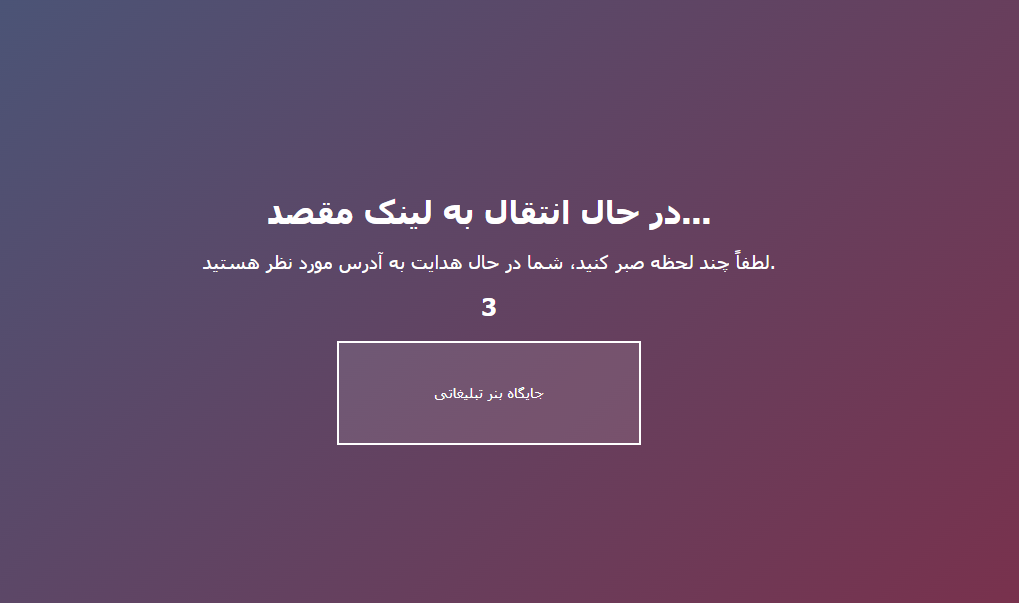 در حال انتقال به لینک مقصد...
لطفاً چند لحظه صبر کنید، شما در حال هدایت به آدرس مورد نظر هستید.
3
جایگاه بنر تبلیغاتی